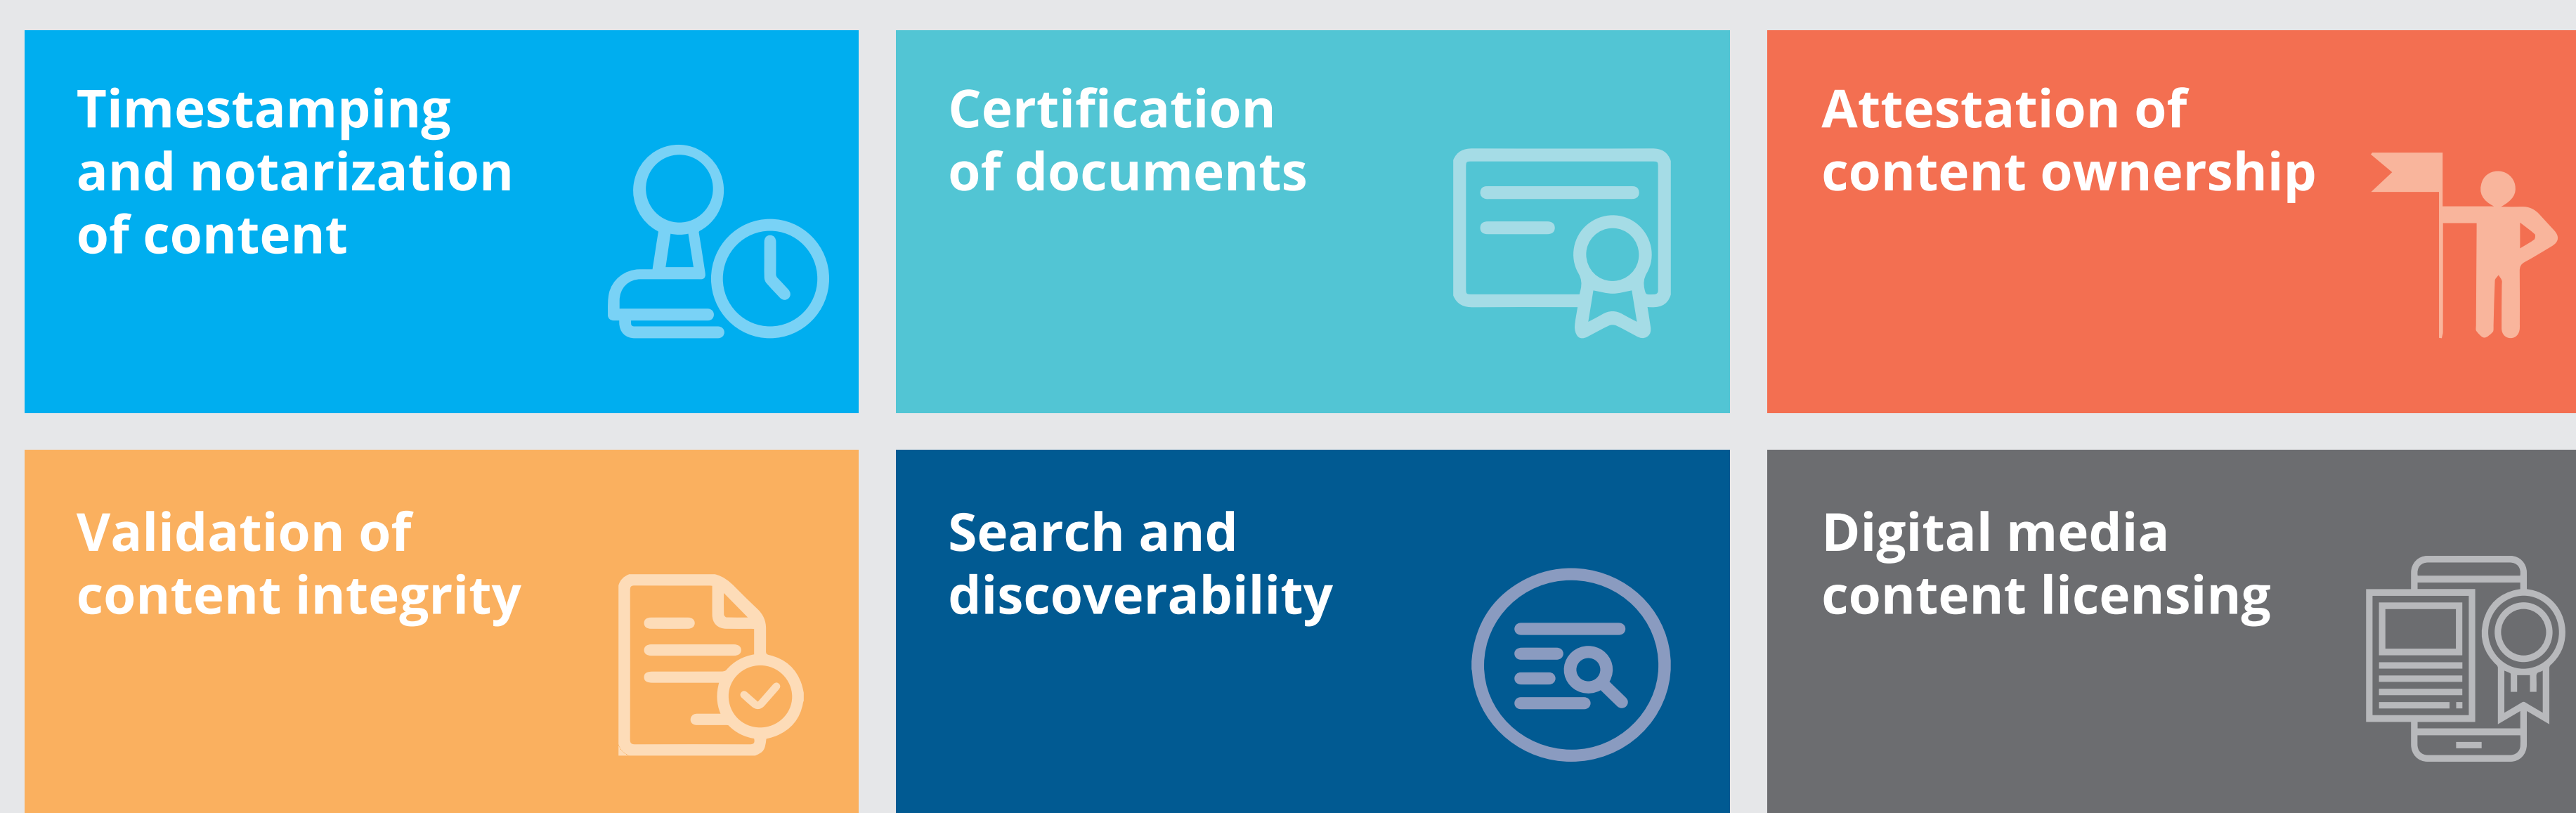 Timestamping
and notarization
of content
Certification
of documents
Attestation of
content ownership
Validation of
content integrity
Search and
discoverability
Digital media
content licensing